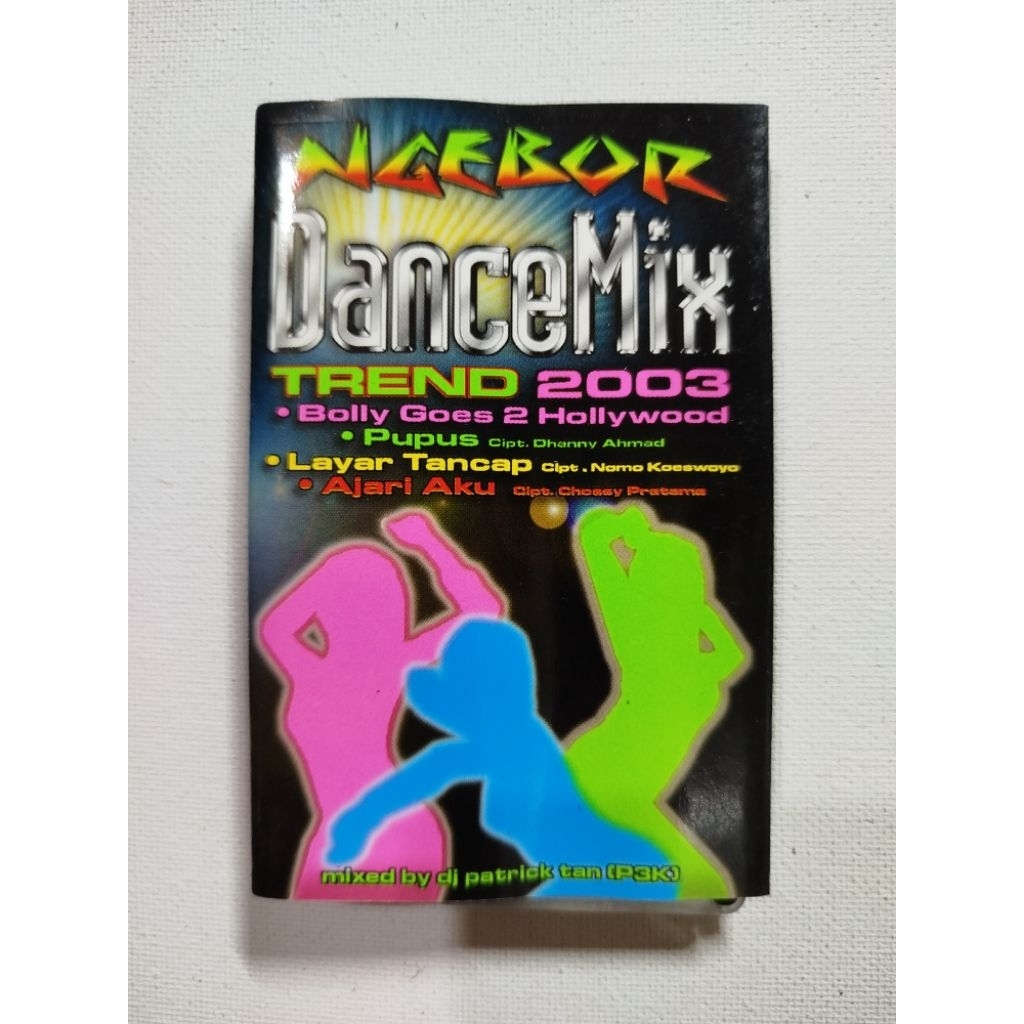 NGEBOR
DanceMix
TREND 2003
• Bolly Goes 2 Hollywood
• Pupus Cipt. Dhanny Ahmad
• Layar Tancap Cipt. Nomo Koeswoyo
• Ajari Aku Cipt. Chossy Pratama
mixed by dj patrick tan (P3K)